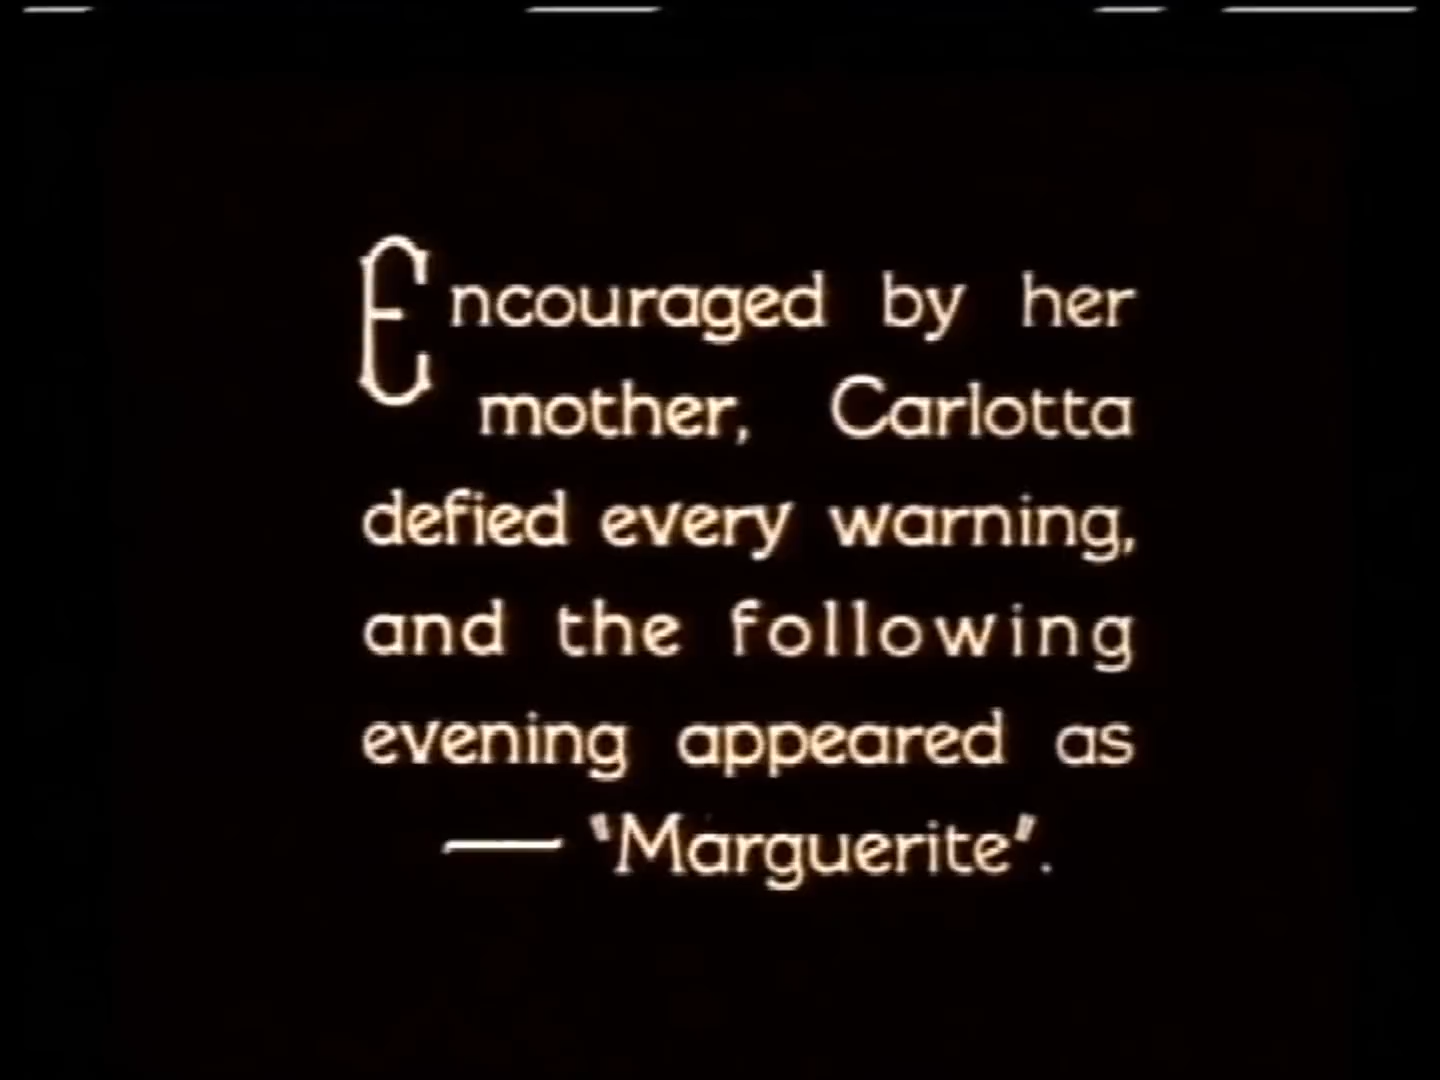 Encouraged by her
mother, Carlotta
defied every warning,
and the following
evening appeared as
— "Marguerite".